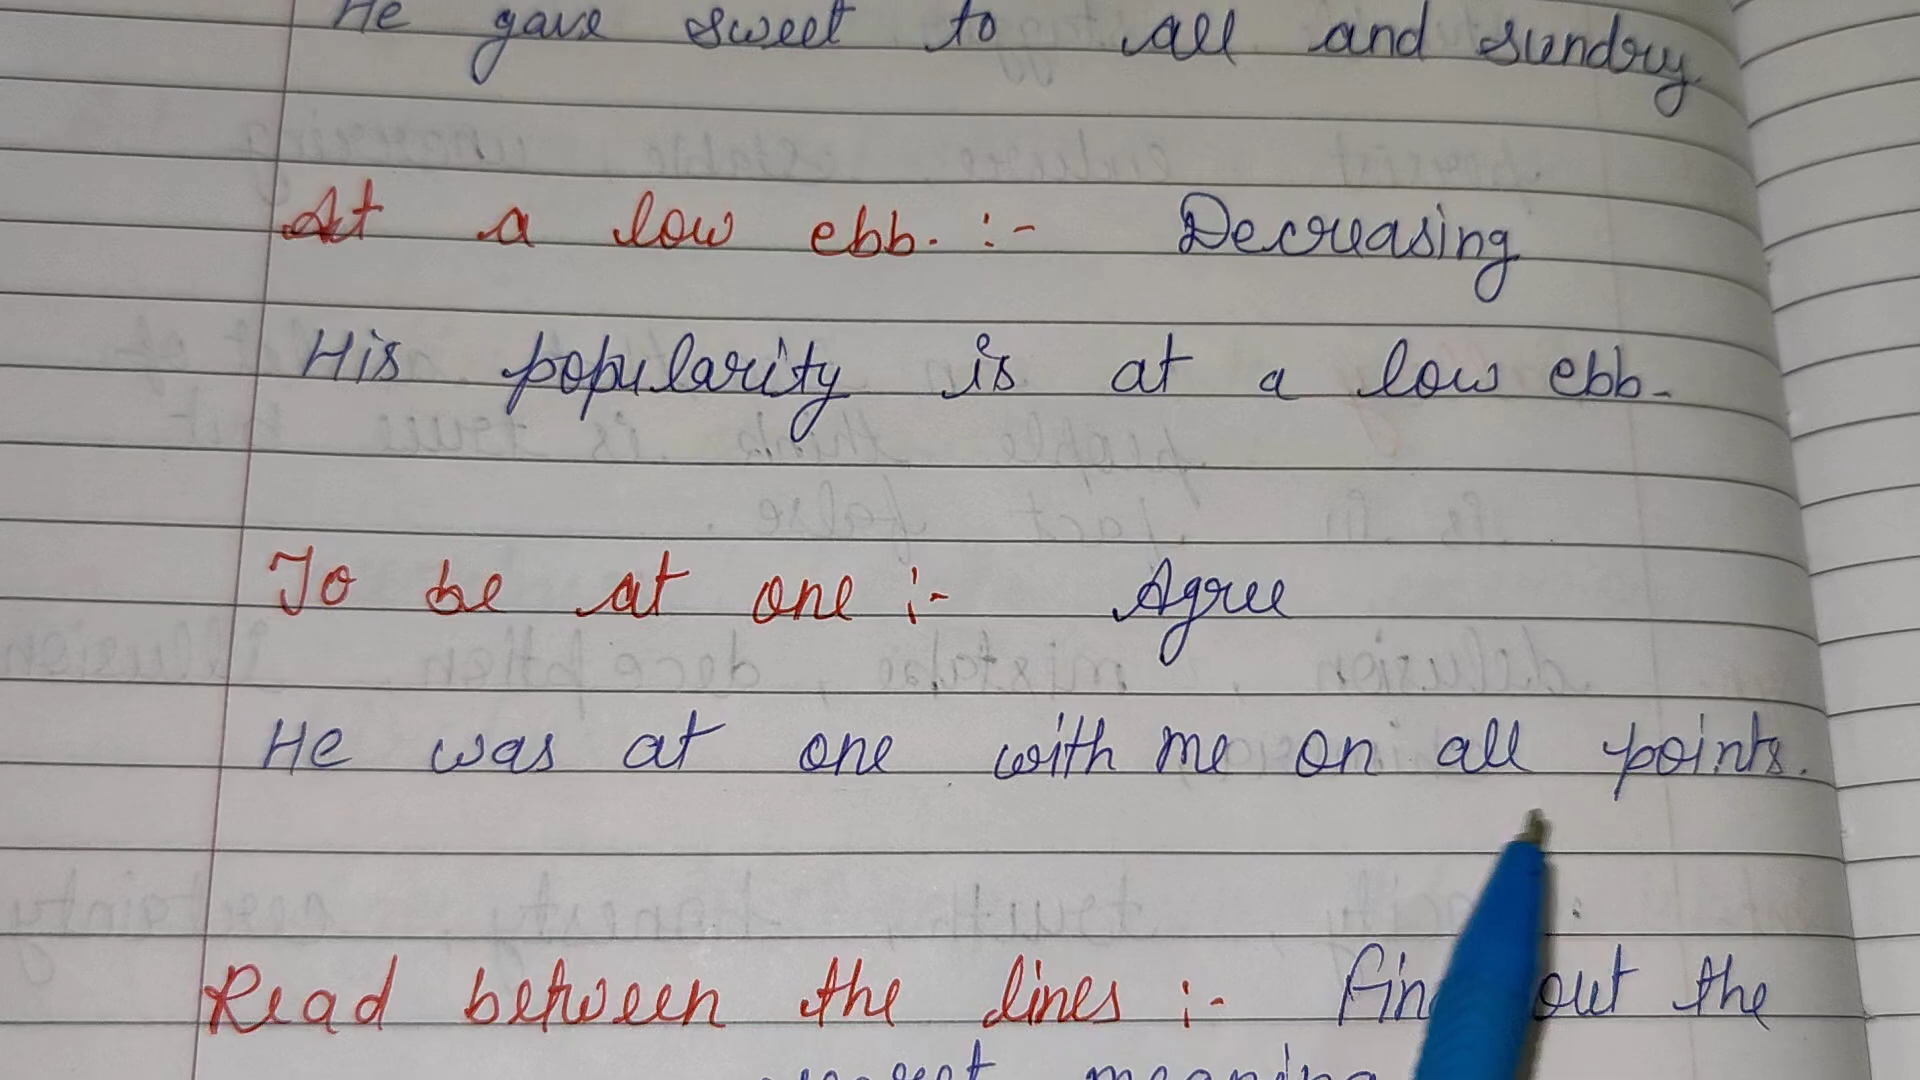 He gave sweet to all and sundry
At a low ebb. :- Decreasing
His popularity is at a low ebb.
To be at one :- Agree
He was at one with me on all points.
Read between the lines :- find out the
meaning